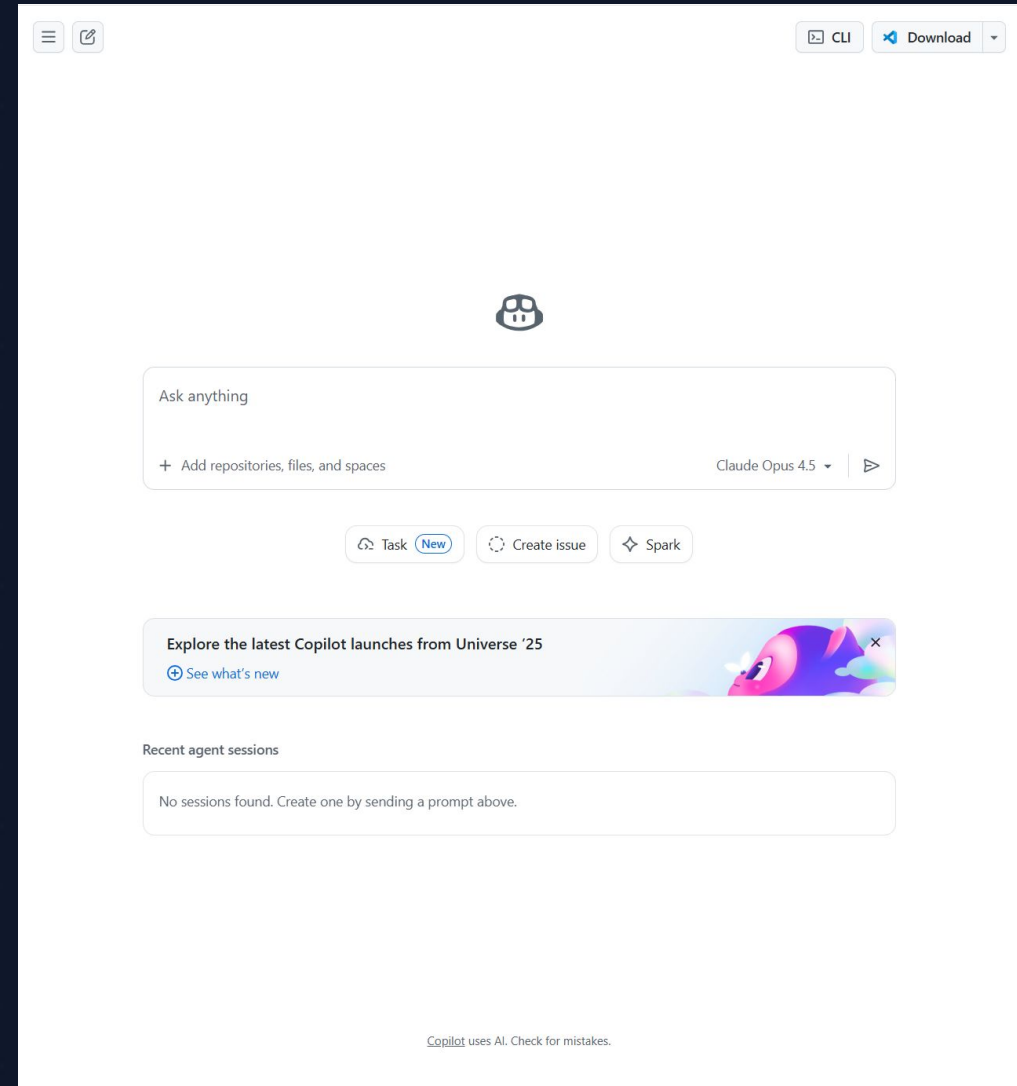 CLI
Download
Ask anything
Add repositories, files, and spaces
Claude Opus 4.5
Task New
Create issue
Spark
Explore the latest Copilot launches from Universe ’25
See what's new
Recent agent sessions
No sessions found. Create one by sending a prompt above.
Copilot uses AI. Check for mistakes.